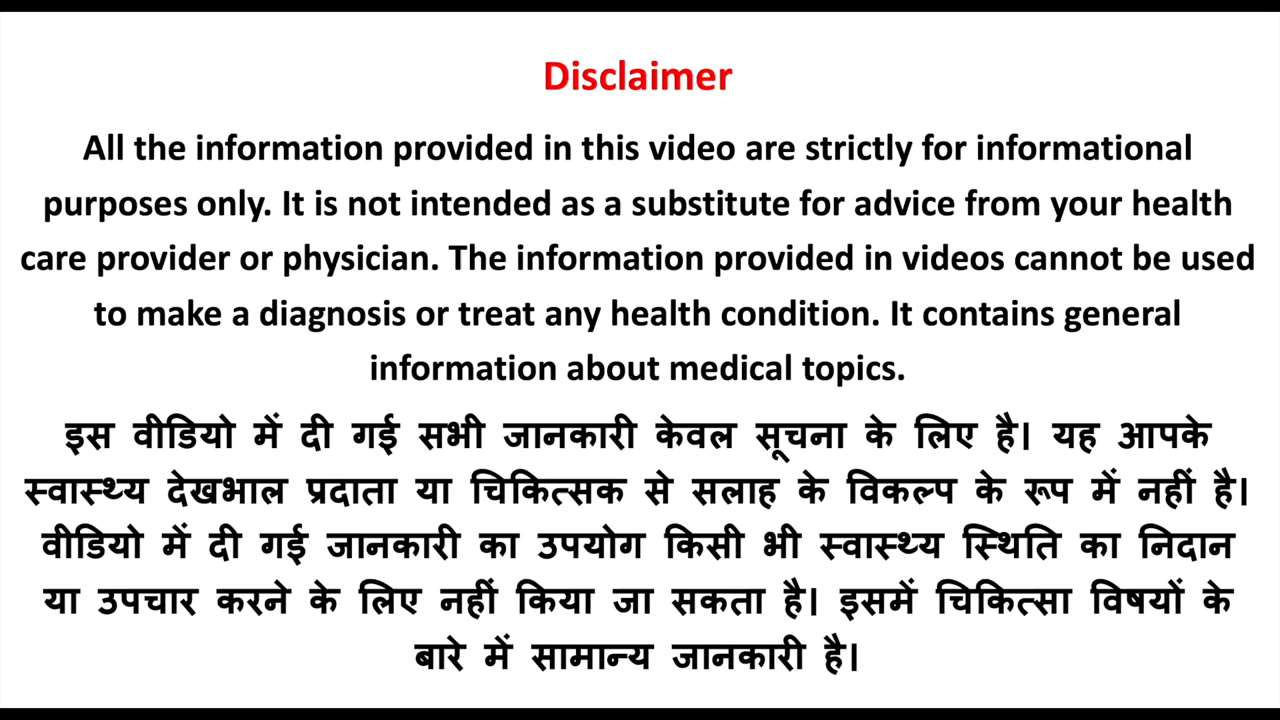 Disclaimer
All the information provided in this video are strictly for informational
purposes only. It is not intended as a substitute for advice from your health
care provider or physician. The information provided in videos cannot be used
to make a diagnosis or treat any health condition. It contains general
information about medical topics.
इस वीडियो में दी गई सभी जानकारी केवल सूचना के लिए है। यह आपके
स्वास्थ्य देखभाल प्रदाता या चिकित्सक से सलाह के विकल्प के रूप में नहीं है।
वीडियो में दी गई जानकारी का उपयोग किसी भी स्वास्थ्य स्थिति का निदान
या उपचार करने के लिए नहीं किया जा सकता है। इसमें चिकित्सा विषयों के
बारे में सामान्य जानकारी है।